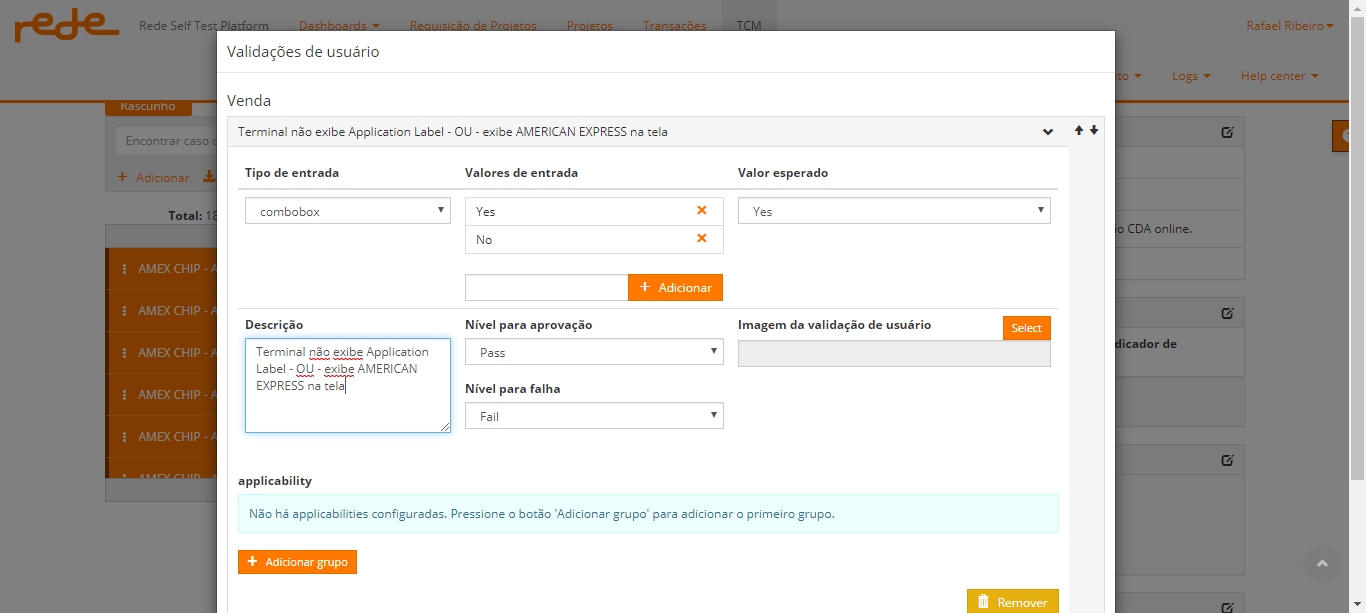 rede
Rede Self Test Platform
Dashboards
Requisição de Projetos
Projetos
Transações
TCM
Rafael Ribeiro
Logs
Help center
Validações de usuário
Rascunho
Encontrar caso
Adicionar
Total: 18
AMEX CHIP - A
AMEX CHIP - A
AMEX CHIP - A
AMEX CHIP - A
AMEX CHIP - A
AMEX CHIP - A
Venda
Terminal não exibe Application Label - OU - exibe AMERICAN EXPRESS na tela
Tipo de entrada
Valores de entrada
Valor esperado
combobox
Yes
Yes
No
Adicionar
Descrição
Nível para aprovação
Imagem da validação de usuário
Select
Terminal não exibe Application
Label - OU - exibe AMERICAN
EXPRESS na tela
Pass
Nível para falha
Fail
applicability
Não há applicabilities configuradas. Pressione o botão 'Adicionar grupo' para adicionar o primeiro grupo.
Adicionar grupo
Remover
CDA online.
dicador de